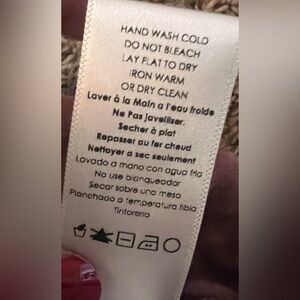 HAND WASH COLD
DO NOT BLEACH
LAY FLAT TO DRY
IRON WARM
OR DRY CLEAN
Laver à la Main a l'eau froide
Ne Pas javelliser.
Secher à plat
Repasser au fer chaud
Nettoyer a sec seulement
Lavado a mano con agua fria
No use blanqueador
Secar sobre una mesa
Planchado a temperatura tibia
Tintoreria